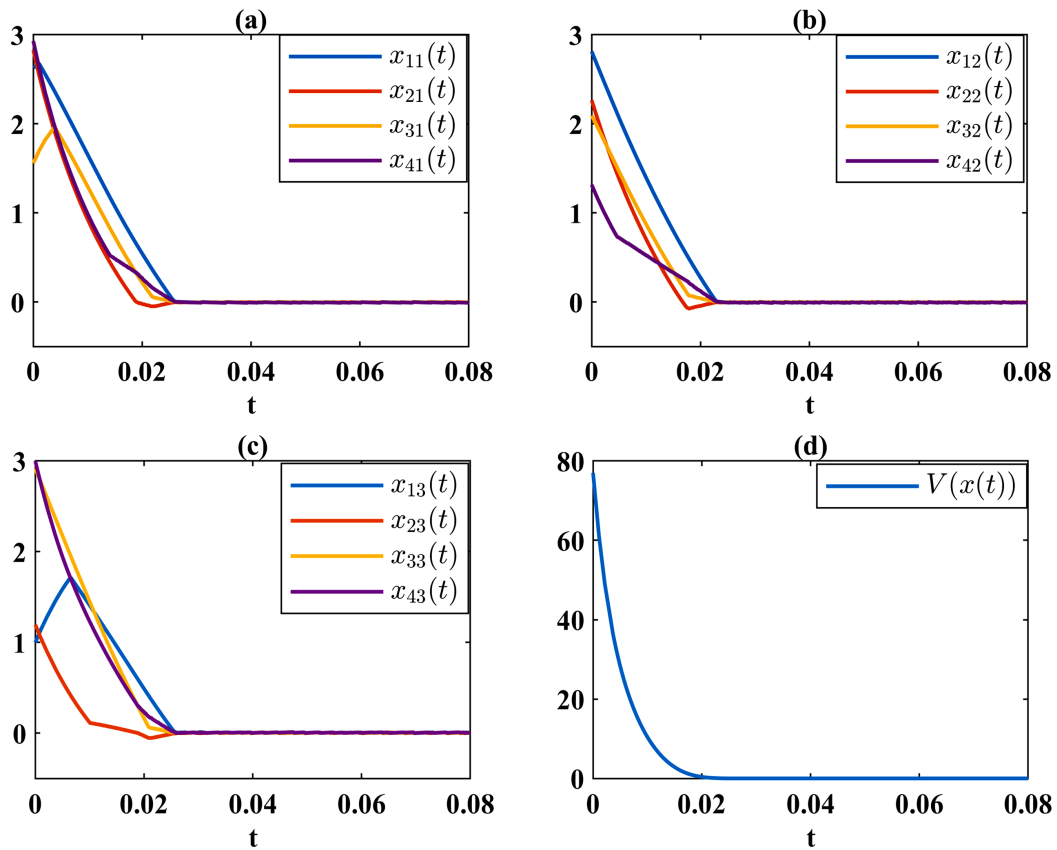 (a)
3
2
1
0
0
0.02
0.04
0.06
0.08
t
x₁₁(t)
x₂₁(t)
x₃₁(t)
x₄₁(t)
(b)
3
2
1
0
0
0.02
0.04
0.06
0.08
t
x₁₂(t)
x₂₂(t)
x₃₂(t)
x₄₂(t)
(c)
3
2
1
0
0
0.02
0.04
0.06
0.08
t
x₁₃(t)
x₂₃(t)
x₃₃(t)
x₄₃(t)
(d)
80
60
40
20
0
0
0.02
0.04
0.06
0.08
t
V(x(t))